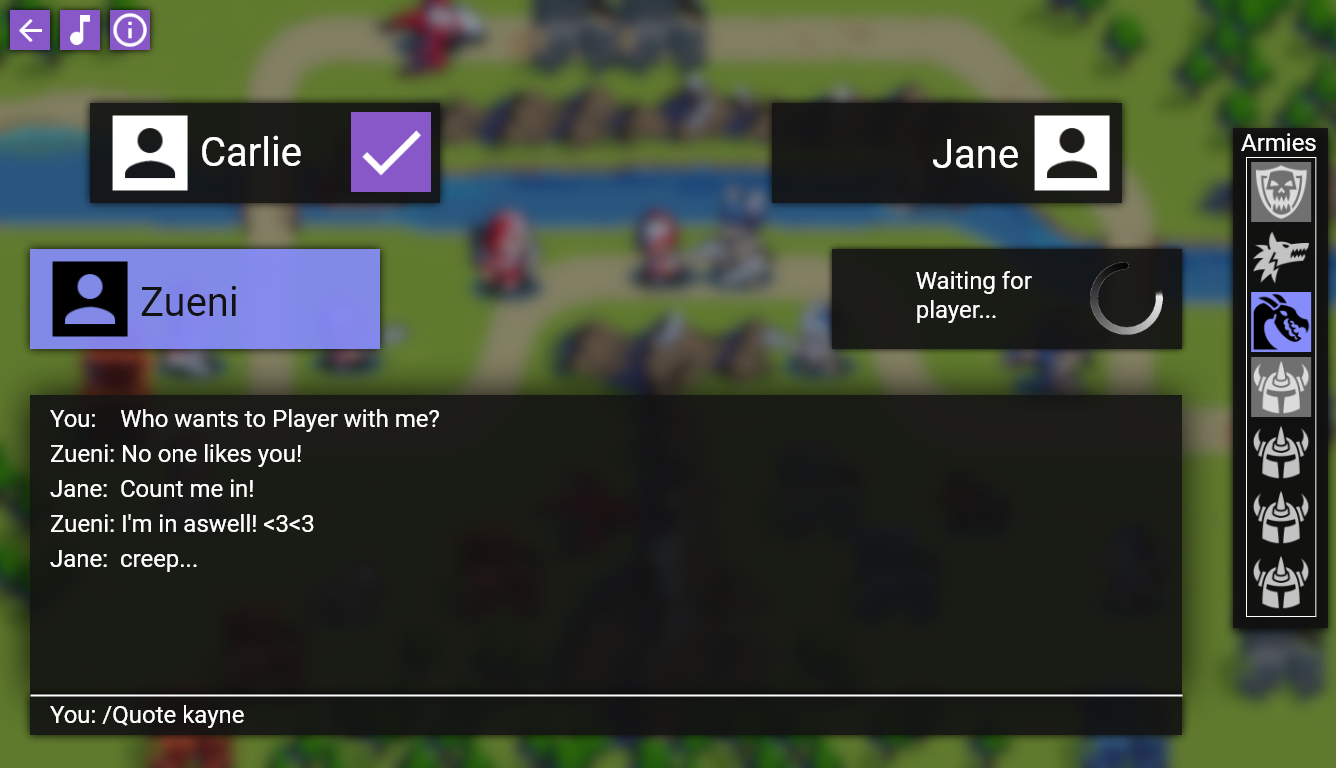 Carlie
Jane
Armies
Zueni
Waiting for
player...
You: Who wants to Player with me?
Zueni: No one likes you!
Jane: Count me in!
Zueni: I'm in aswell! <3<3
Jane: creep...
You: /Quote kayne